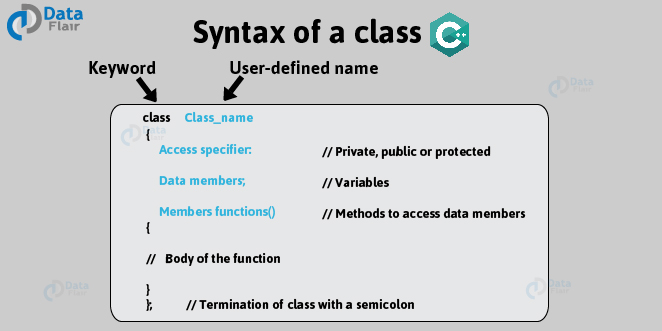 Data
Flair
Syntax of a class
C++
Keyword User-defined name
class Class_name
{
Access specifier: // Private, public or protected
Data members; // Variables
Members functions() // Methods to access data members
{
// Body of the function
}
}; // Termination of class with a semicolon
Data
Flair
Data
Flair
Data
Flair
Data
Flair